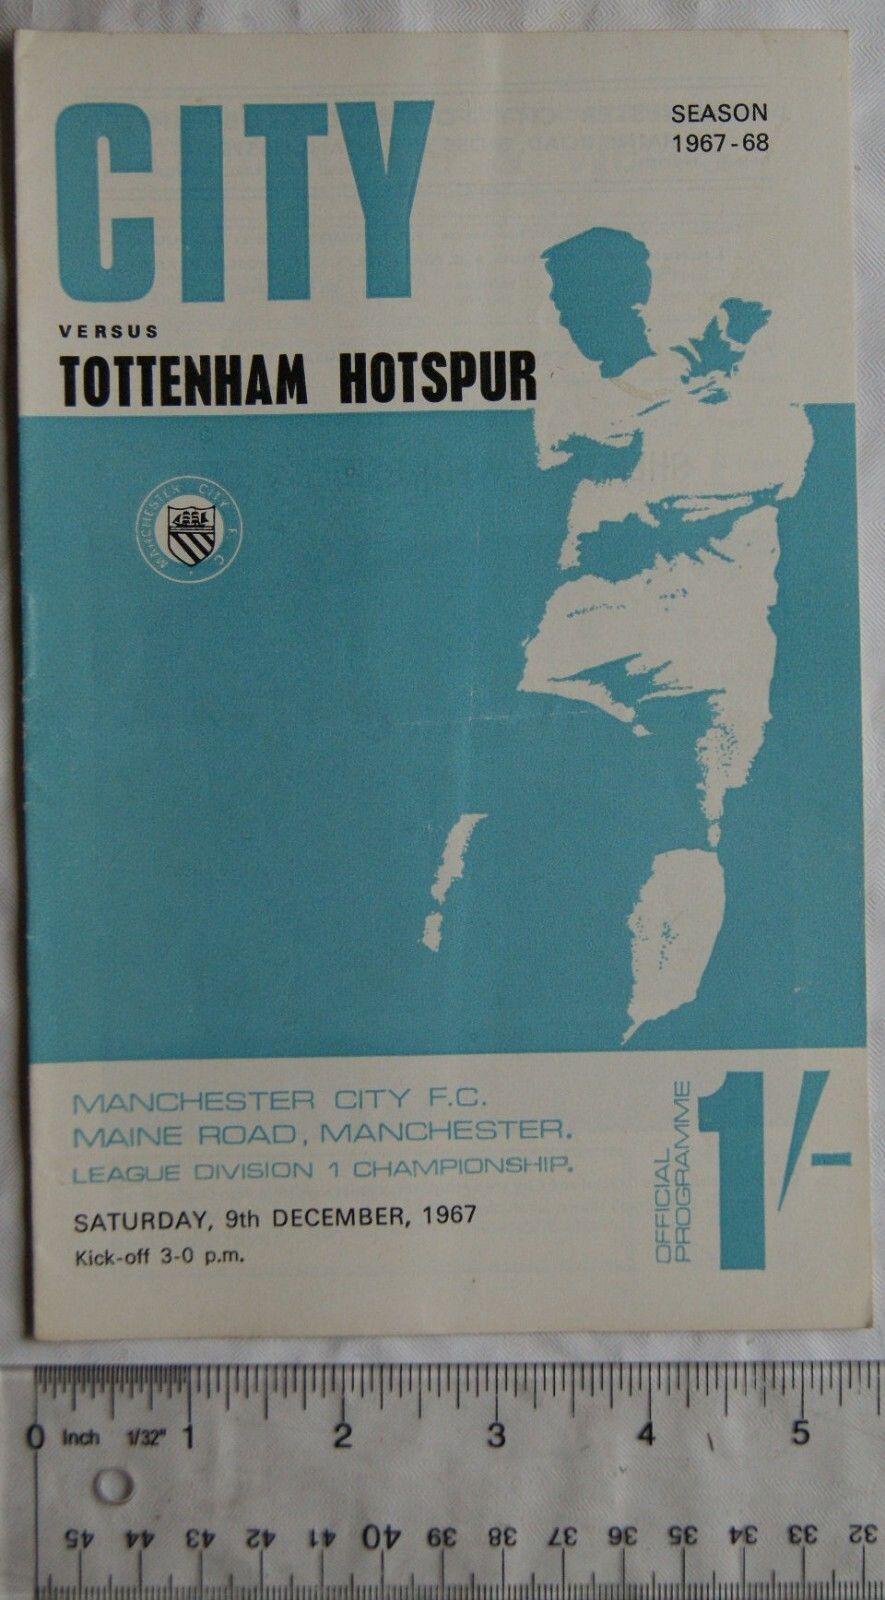 CITY
SEASON
1967-68
VERSUS
TOTTENHAM HOTSPUR
MANCHESTER CITY F.C.
MANCHESTER CITY F.C.
MAINE ROAD, MANCHESTER.
LEAGUE DIVISION 1 CHAMPIONSHIP.
SATURDAY, 9th DECEMBER, 1967
Kick-off 3-0 p.m.
OFFICIAL
PROGRAMME
1/-
0 Inch 1/32" 1 2 3 4 5
45 44 43 42 41 40 39 38 37 36 35 34 33 32